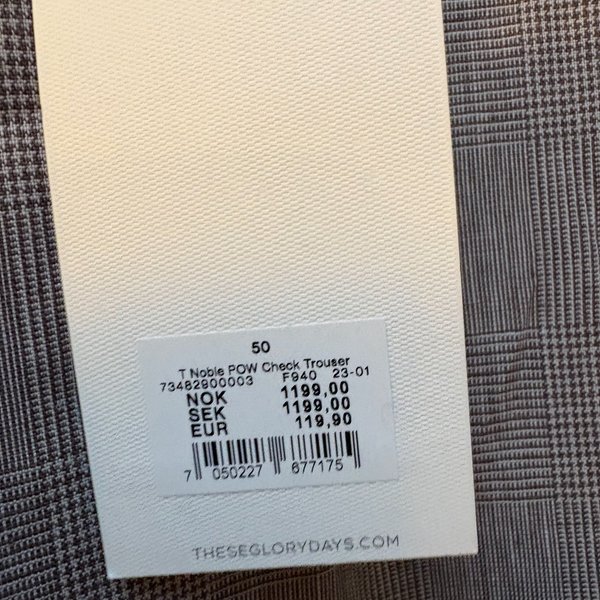 50
T Noble POW Check Trouser
73482900003 F940 23-01
NOK 1199,00
SEK 1199,00
EUR 119,90
7 050227 677175
THESEGLORYDAYS.COM